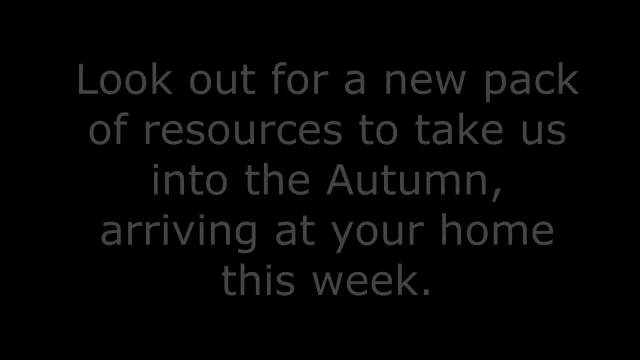 Look out for a new pack
of resources to take us
into the Autumn,
arriving at your home
this week.